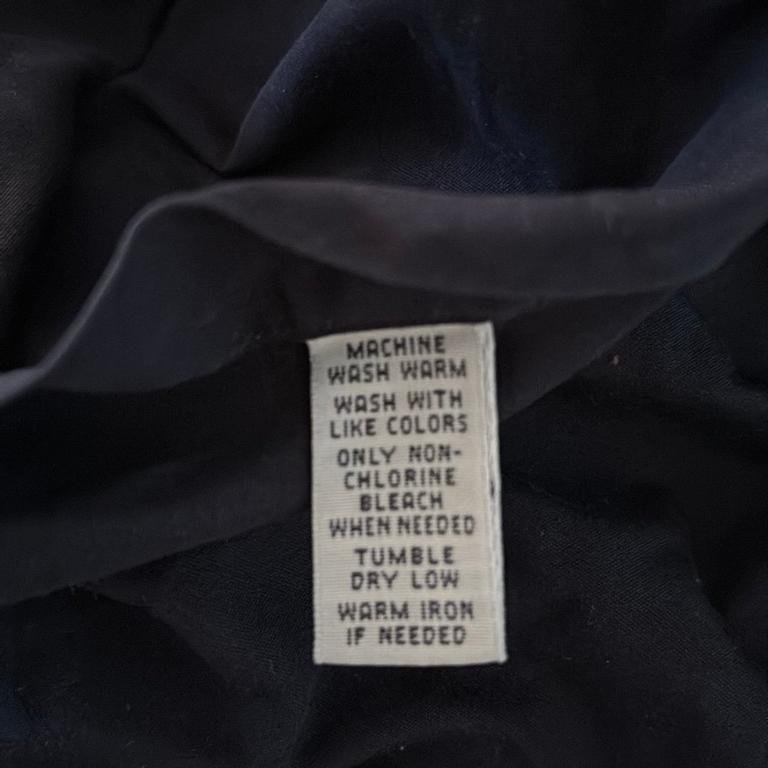 MACHINE
WASH WARM
WASH WITH
LIKE COLORS
ONLY NON-
CHLORINE
BLEACH
WHEN NEEDED
TUMBLE
DRY LOW
WARM IRON
IF NEEDED